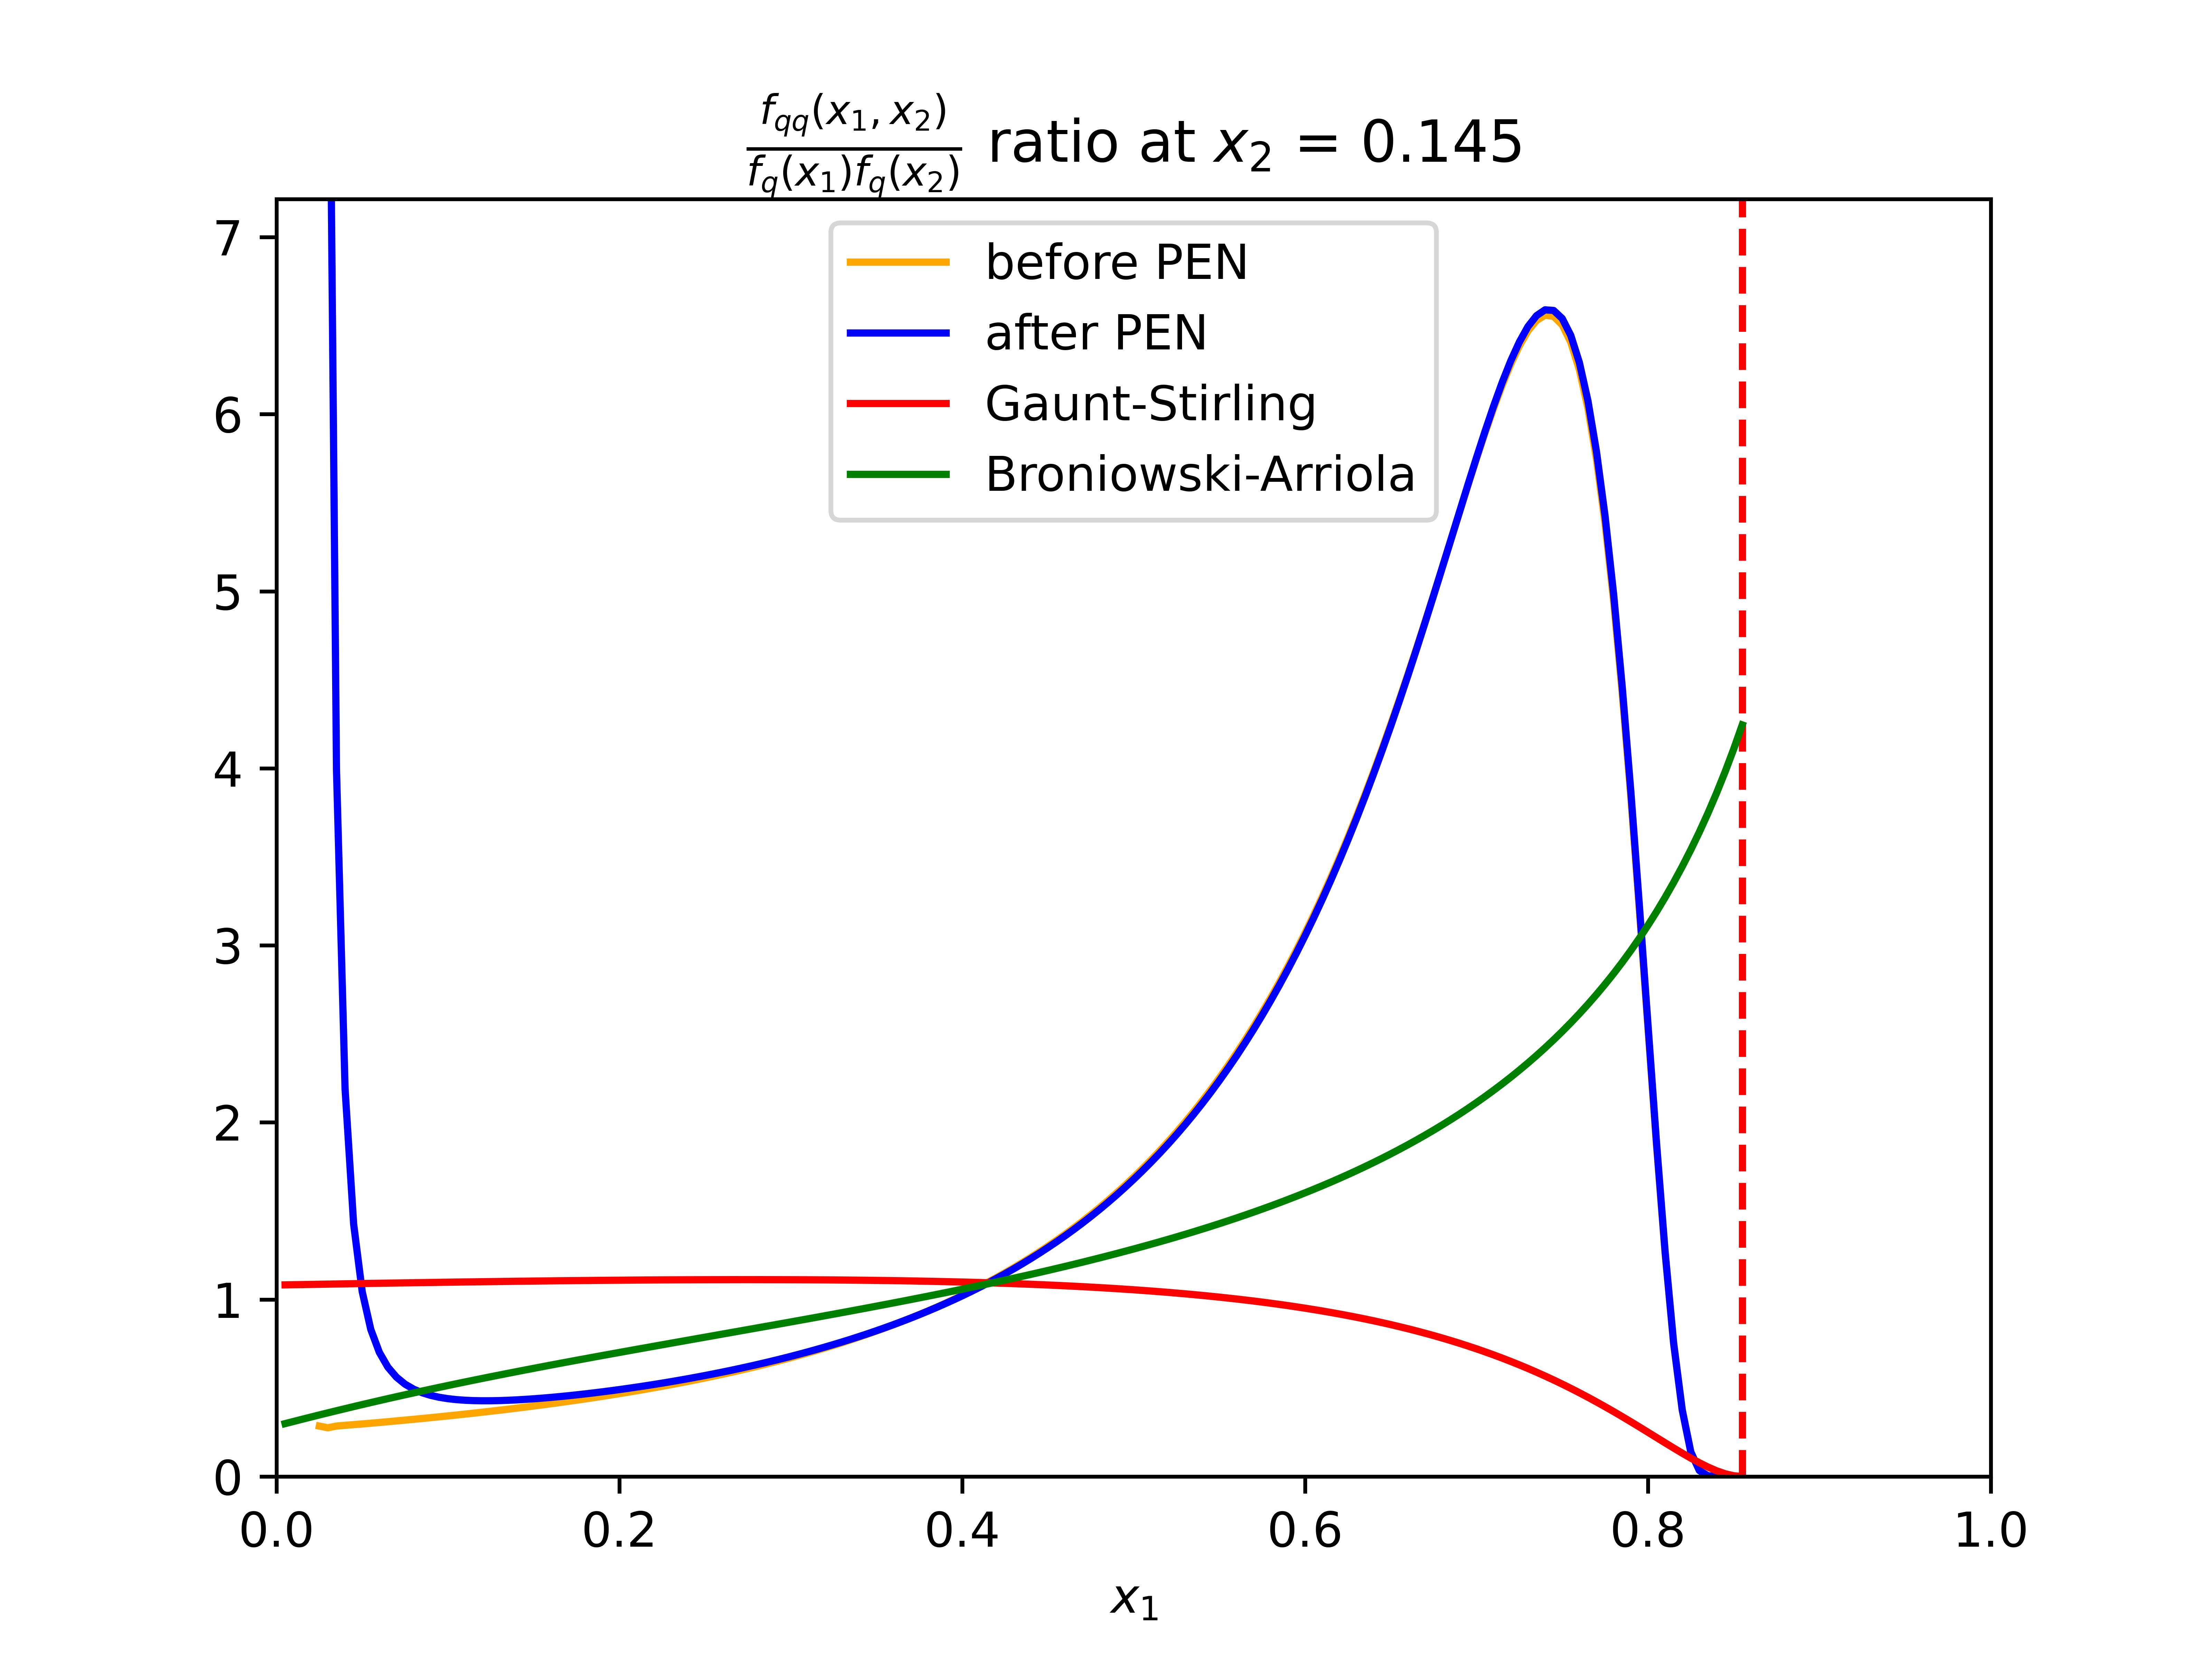 f_{qq}(x_1, x_2)
f_q(x_1)f_q(x_2)
ratio at x_2 = 0.145
7
6
5
4
3
2
1
0
before PEN
after PEN
Gaunt-Stirling
Broniowski-Arriola
0.0 0.2 0.4 0.6 0.8 1.0
x_1